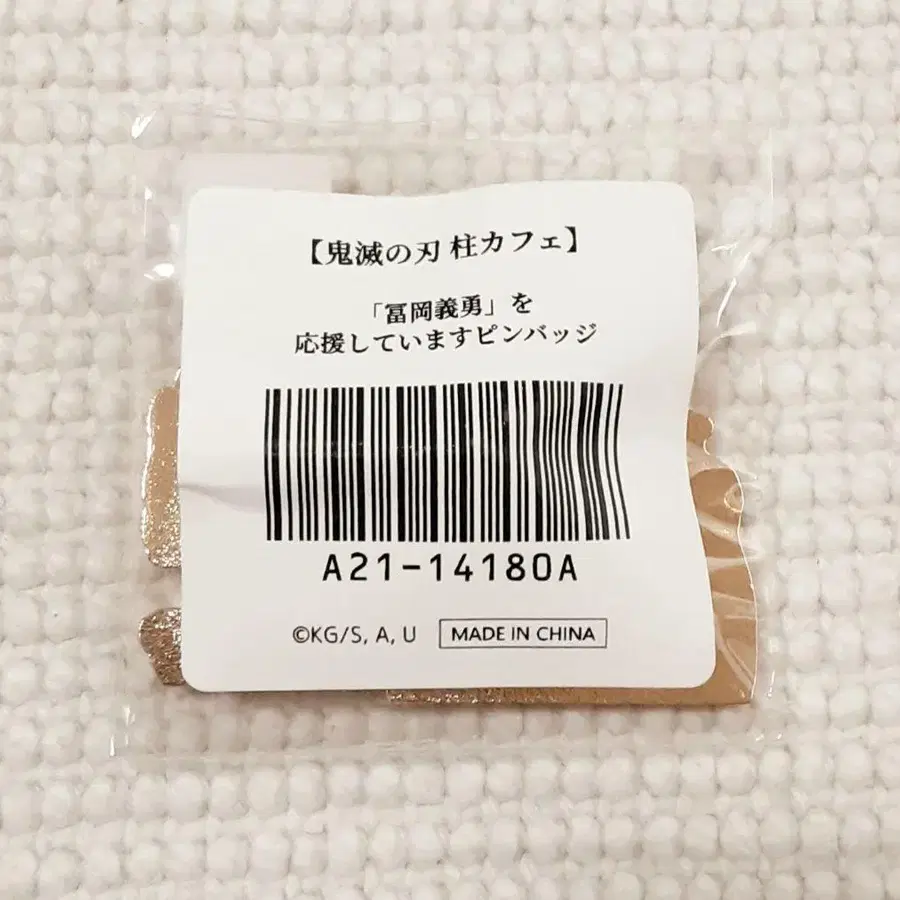 【鬼滅の刃 柱カフェ】
「冨岡義勇」を
応援していますピンバッジ
A21-14180A
©KG/S, A, U MADE IN CHINA